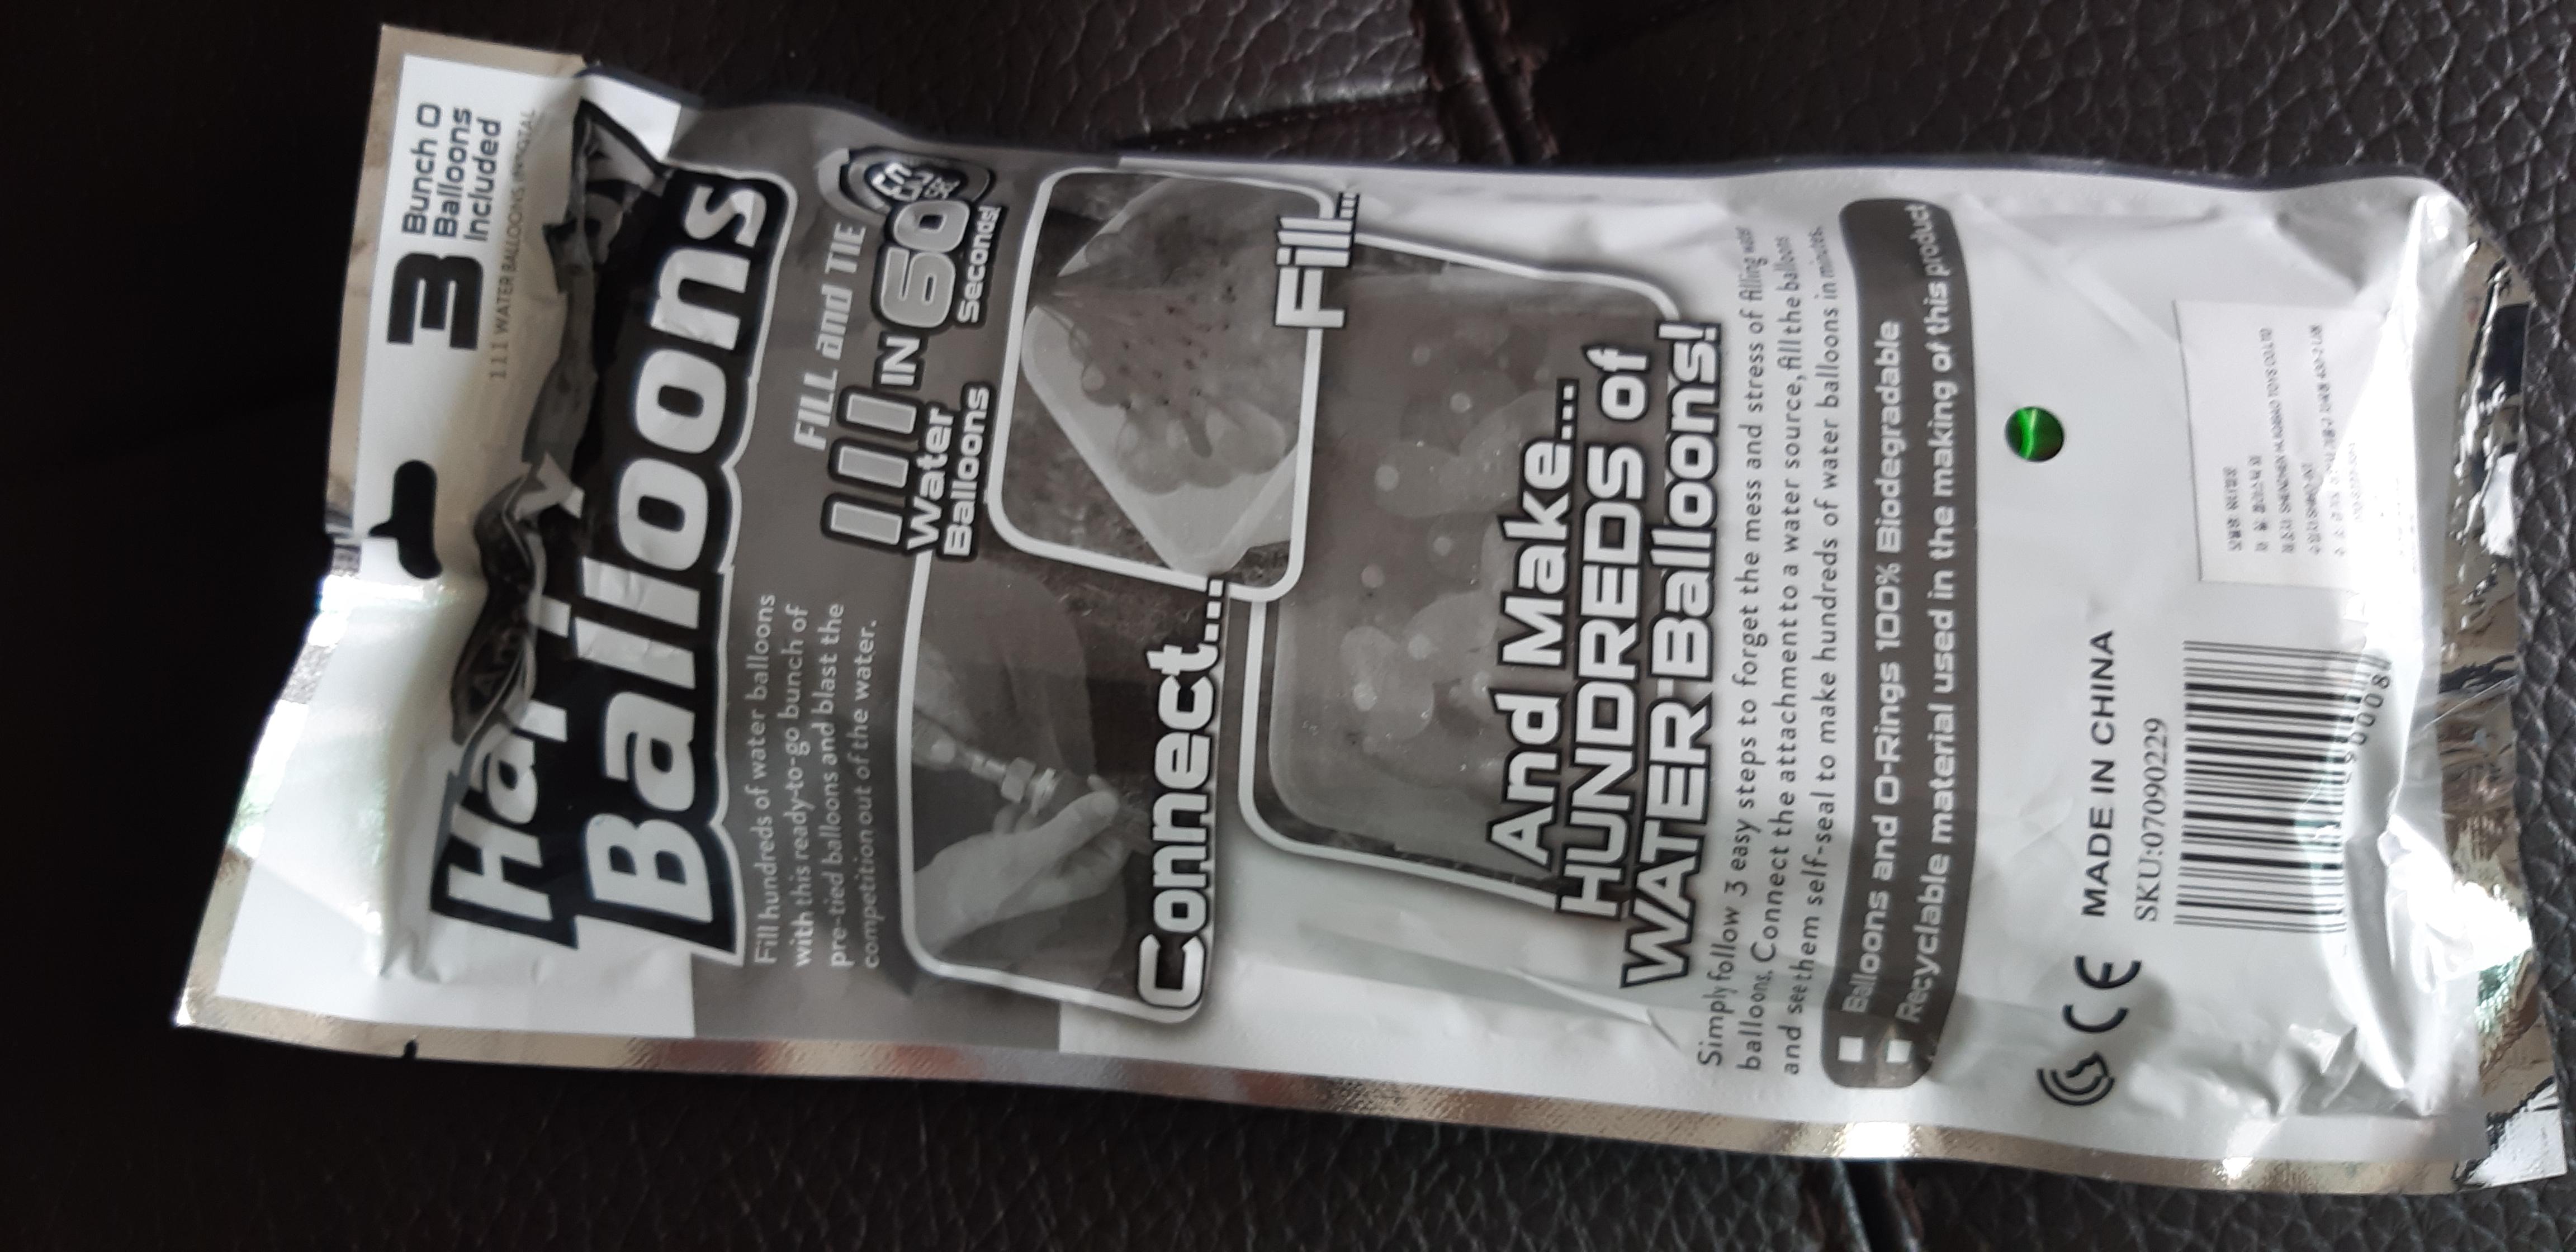 3
Bunch O
Balloons
Included
111 WATER BALLOONS IN TOTAL
Balloons
FILL and TIE
111 IN 60
Water
Balloons
Seconds!
Fill hundreds of water balloons
with this ready-to-go bunch of
pre-tied balloons and blast the
competition out of the water.
Connect...
Fill...
And Make...
HUNDREDS of
WATER Balloons!
Simply follow 3 easy steps to forget the mess and stress of filling water
balloons. Connect the attachment to a water source, fill the balloons
and see them self-seal to make hundreds of water balloons in minutes.
Balloons and O-Rings 100% Biodegradable
Recyclable material used in the making of this product
CE MADE IN CHINA
SKU:07090229